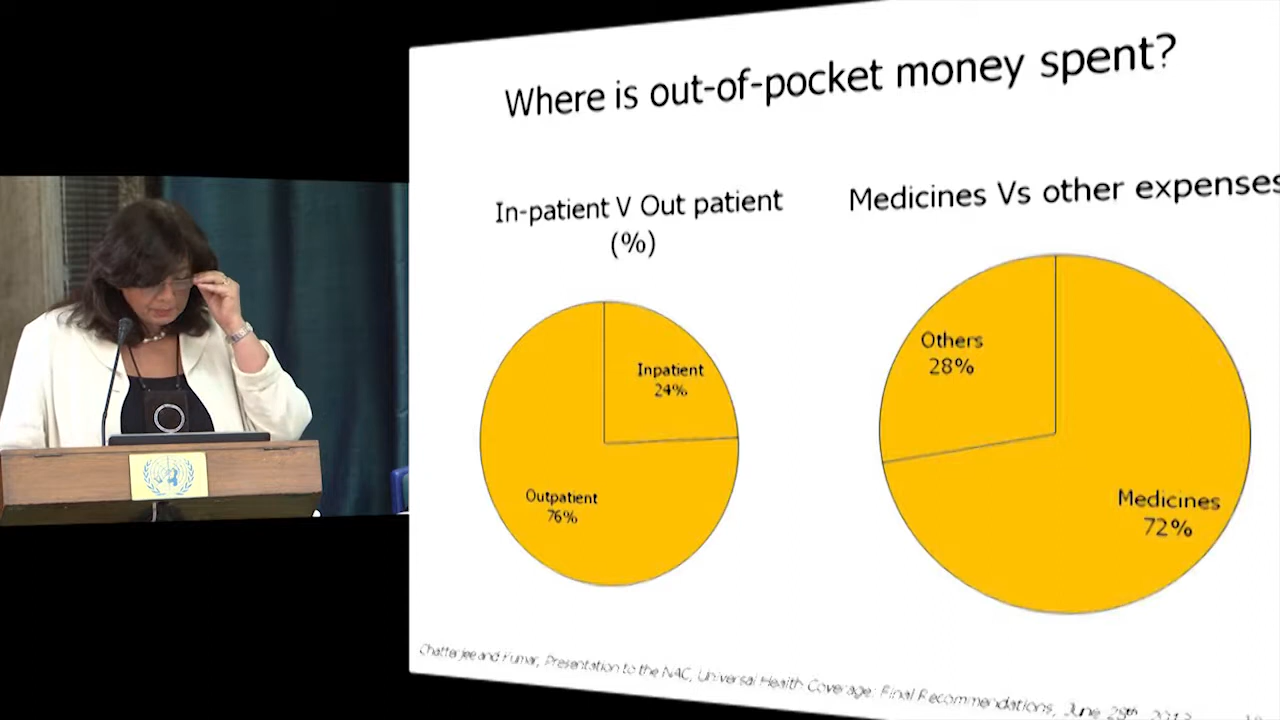 Where is out-of-pocket money spent?
In-patient V Out patient
(%)
Medicines Vs other expenses
Inpatient
24%
Outpatient
76%
Others
28%
Medicines
72%
Chatterjee and Kumar, Presentation to the NAC, Universal Health Coverage: Final Recommendations, June 29th,